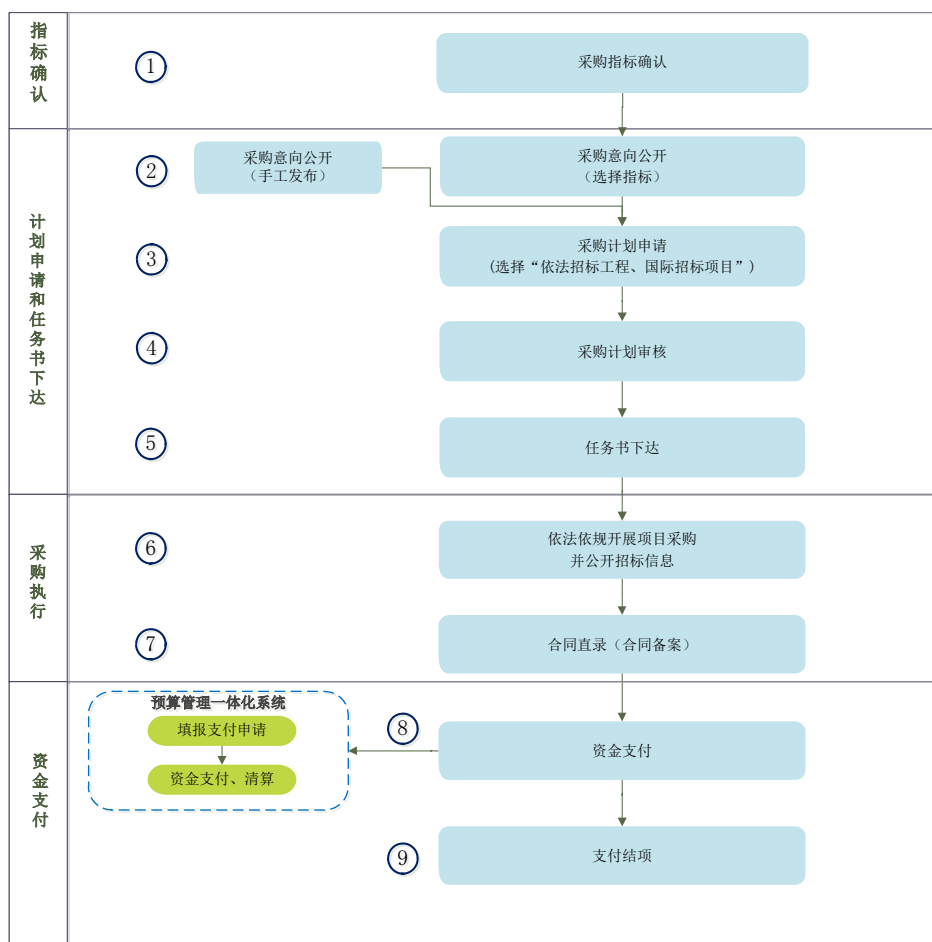 指标确认
①
采购指标确认
计划申请和任务书下达
②
采购意向公开
（手工发布）
采购意向公开
（选择指标）
③
采购计划申请
(选择“依法招标工程、国际招标项目”)
④
采购计划审核
⑤
任务书下达
采购执行
⑥
依法依规开展项目采购
并公开招标信息
⑦
合同直录（合同备案）
资金支付
预算管理一体化系统
填报支付申请
资金支付、清算
⑧
资金支付
⑨
支付结项